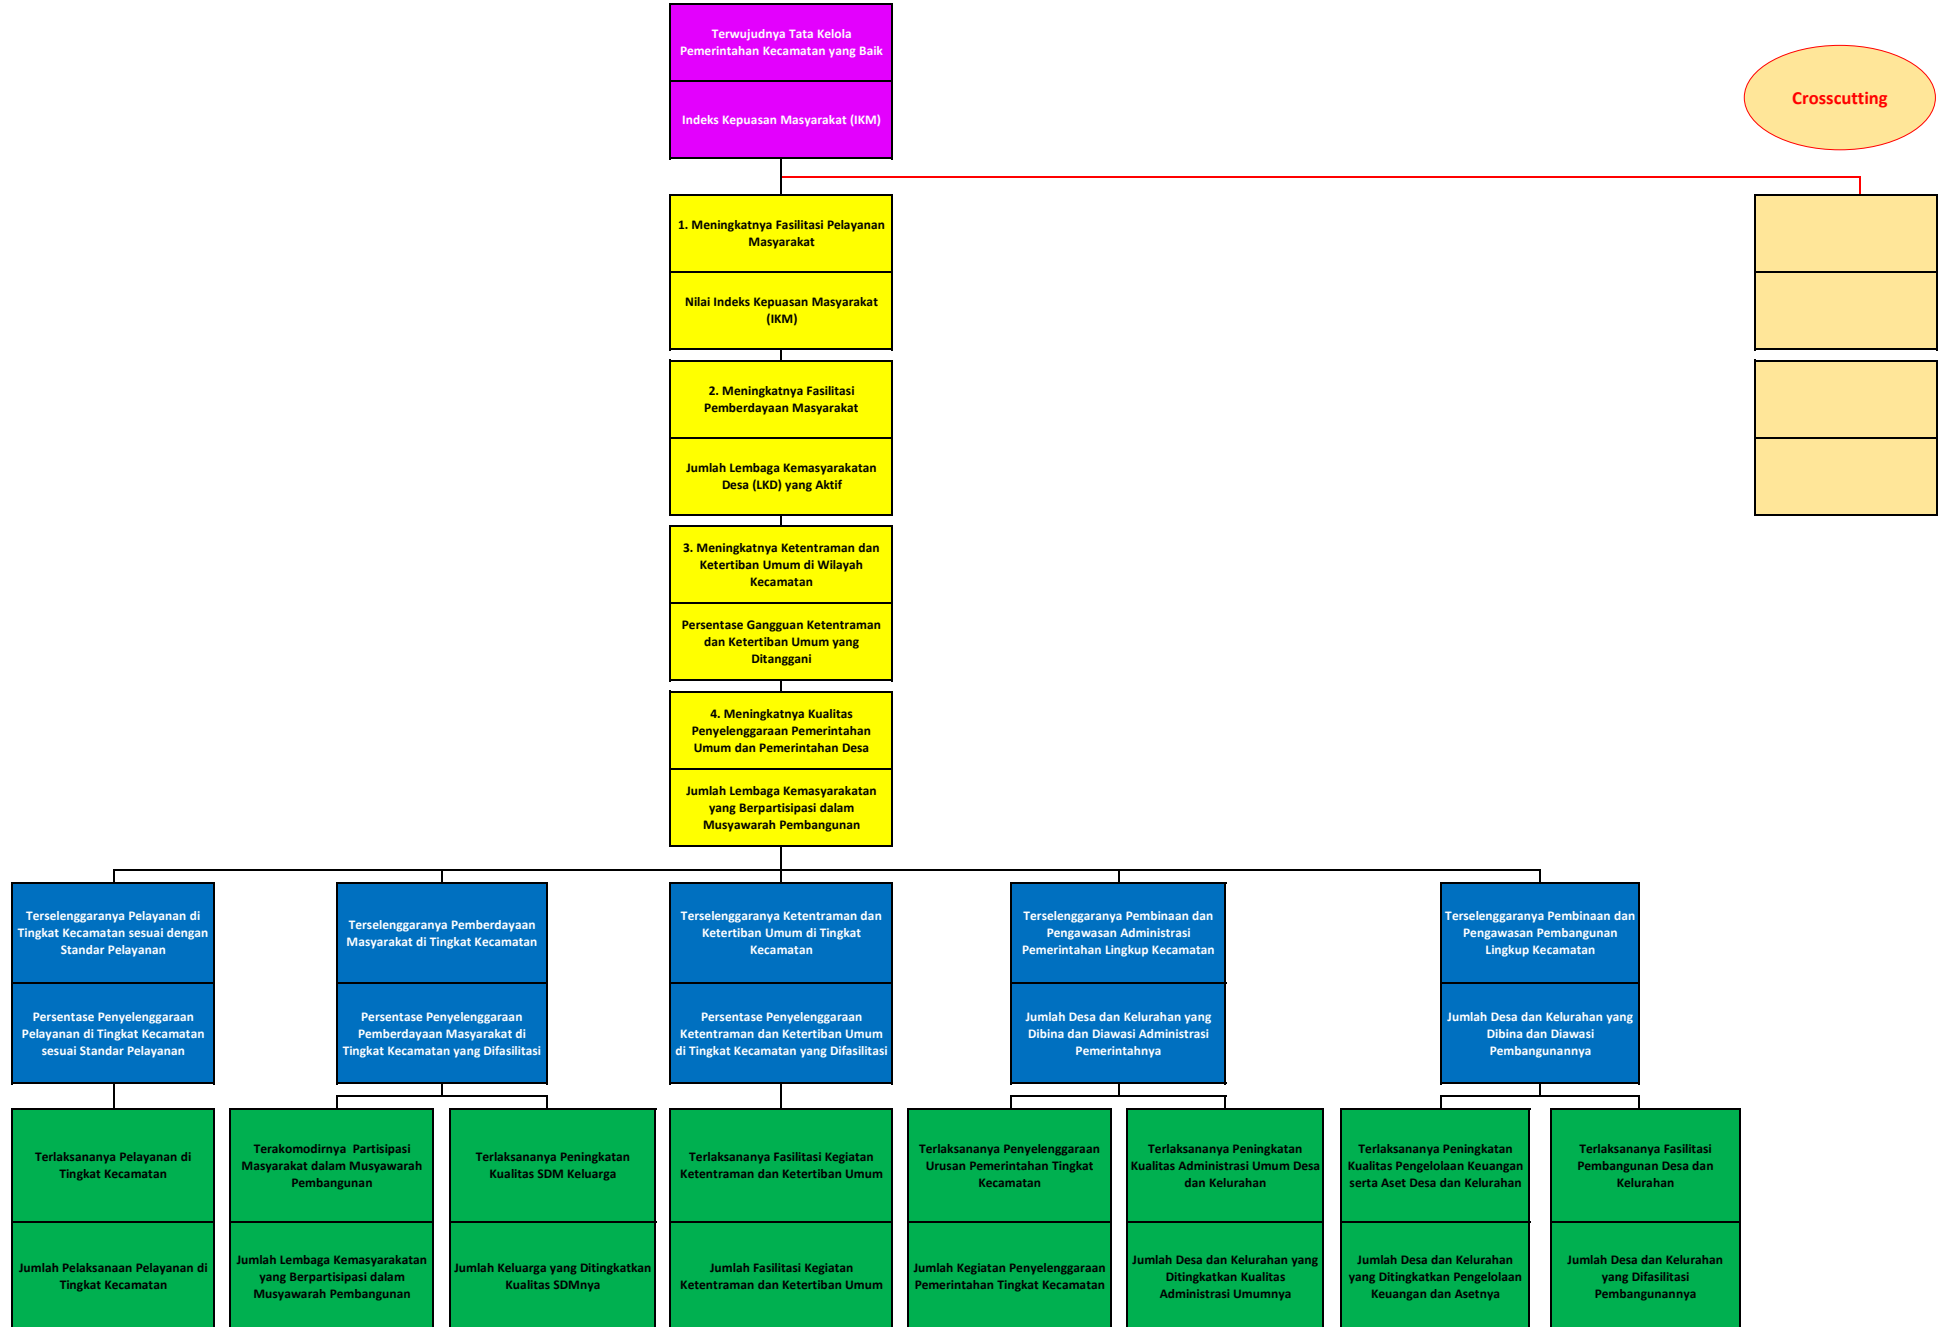 Terwujudnya Tata Kelola
Pemerintahan Kecamatan yang Baik
Indeks Kepuasan Masyarakat (IKM)
Crosscutting
1. Meningkatnya Fasilitasi Pelayanan
Masyarakat
Nilai Indeks Kepuasan Masyarakat
(IKM)
2. Meningkatnya Fasilitasi
Pemberdayaan Masyarakat
Jumlah Lembaga Kemasyarakatan
Desa (LKD) yang Aktif
3. Meningkatnya Ketentraman dan
Ketertiban Umum di Wilayah
Kecamatan
Persentase Gangguan Ketentraman
dan Ketertiban Umum yang
Ditanggani
4. Meningkatnya Kualitas
Penyelenggaraan Pemerintahan
Umum dan Pemerintahan Desa
Jumlah Lembaga Kemasyarakatan
yang Berpartisipasi dalam
Musyawarah Pembangunan
Terselenggaranya Pelayanan di
Tingkat Kecamatan sesuai dengan
Standar Pelayanan
Terselenggaranya Pemberdayaan
Masyarakat di Tingkat Kecamatan
Terselenggaranya Ketentraman dan
Ketertiban Umum di Tingkat
Kecamatan
Terselenggaranya Pembinaan dan
Pengawasan Administrasi
Pemerintahan Lingkup Kecamatan
Terselenggaranya Pembinaan dan
Pengawasan Pembangunan
Lingkup Kecamatan
Persentase Penyelenggaraan
Pelayanan di Tingkat Kecamatan
sesuai Standar Pelayanan
Persentase Penyelenggaraan
Pemberdayaan Masyarakat di
Tingkat Kecamatan yang Difasilitasi
Persentase Penyelenggaraan
Ketentraman dan Ketertiban Umum
di Tingkat Kecamatan yang Difasilitasi
Jumlah Desa dan Kelurahan yang
Dibina dan Diawasi Administrasi
Pemerintahnya
Jumlah Desa dan Kelurahan yang
Dibina dan Diawasi
Pembangunannya
Terlaksananya Pelayanan di
Tingkat Kecamatan
Terakomodirnya  Partisipasi
Masyarakat dalam Musyawarah
Pembangunan
Terlaksananya Peningkatan
Kualitas SDM Keluarga
Terlaksananya Fasilitasi Kegiatan
Ketentraman dan Ketertiban Umum
Terlaksananya Penyelenggaraan
Urusan Pemerintahan Tingkat
Kecamatan
Terlaksananya Peningkatan
Kualitas Administrasi Umum Desa
dan Kelurahan
Terlaksananya Peningkatan
Kualitas Pengelolaan Keuangan
serta Aset Desa dan Kelurahan
Terlaksananya Fasilitasi
Pembangunan Desa dan
Kelurahan
Jumlah Pelaksanaan Pelayanan di
Tingkat Kecamatan
Jumlah Lembaga Kemasyarakatan
yang Berpartisipasi dalam
Musyawarah Pembangunan
Jumlah Keluarga yang Ditingkatkan
Kualitas SDMnya
Jumlah Fasilitasi Kegiatan
Ketentraman dan Ketertiban Umum
Jumlah Kegiatan Penyelenggaraan
Pemerintahan Tingkat Kecamatan
Jumlah Desa dan Kelurahan yang
Ditingkatkan Kualitas
Administrasi Umumnya
Jumlah Desa dan Kelurahan
yang Ditingkatkan Pengelolaan
Keuangan dan Asetnya
Jumlah Desa dan Kelurahan
yang Difasilitasi
Pembangunannya